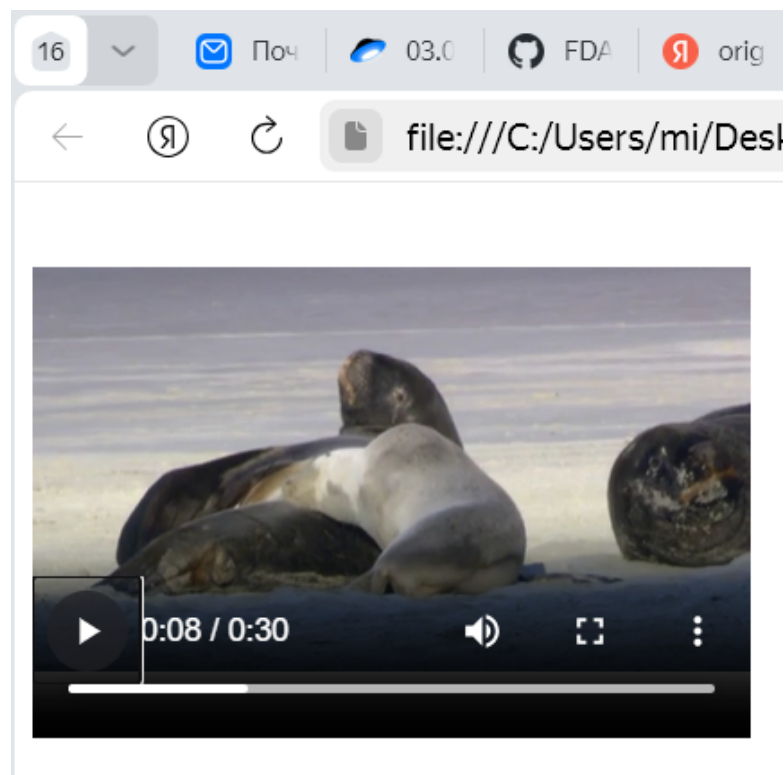 16 Поч 03.0 FDA Я orig
Я file:///C:/Users/mi/Desk
0:08 / 0:30